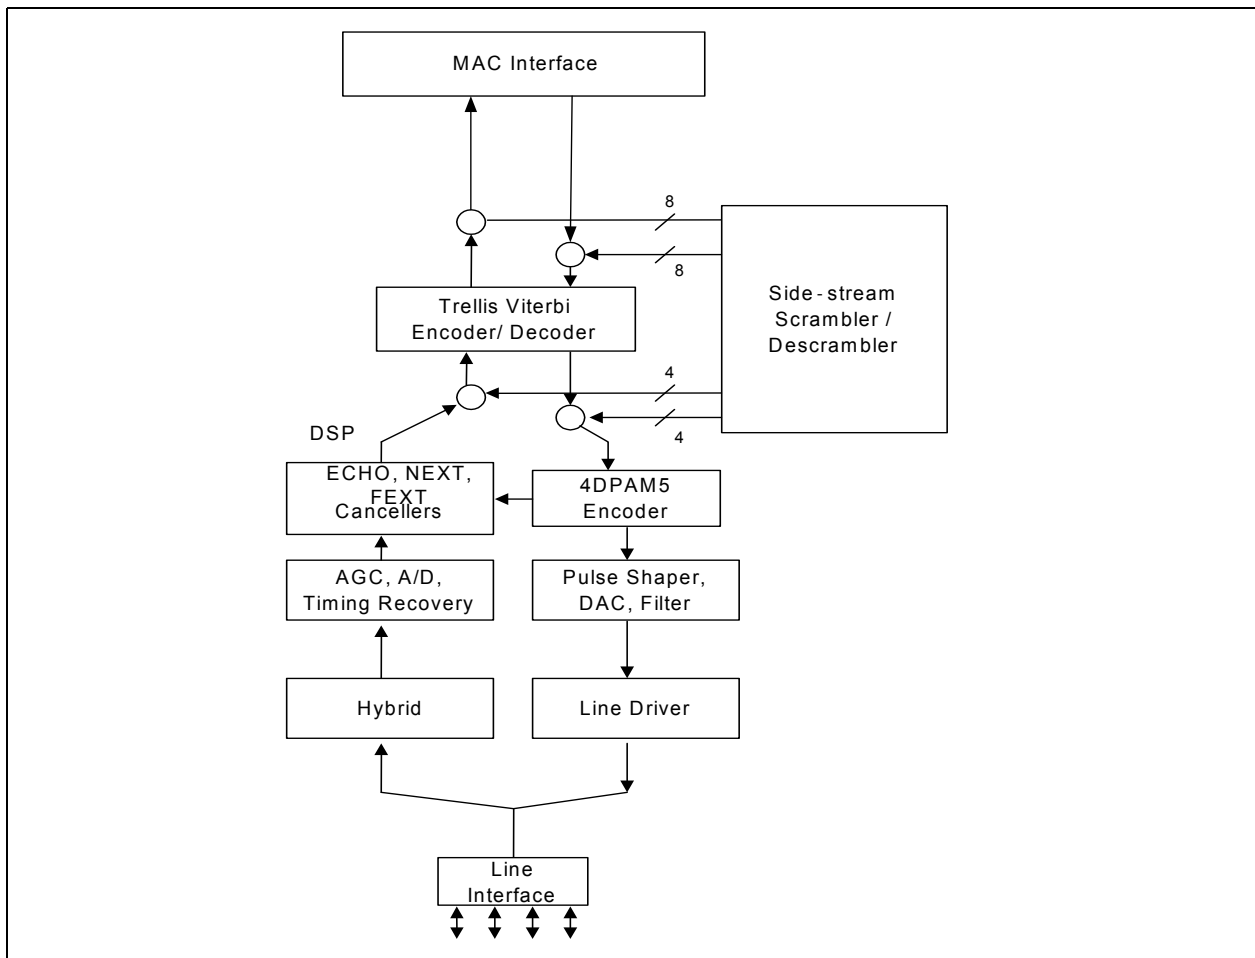 MAC Interface
8
8
Side-stream
Scrambler /
Descrambler
Trellis Viterbi
Encoder/ Decoder
4
4
DSP
ECHO, NEXT,
FEXT
Cancellers
4DPAM5
Encoder
AGC, A/D,
Timing Recovery
Pulse Shaper,
DAC, Filter
Hybrid
Line Driver
Line
Interface